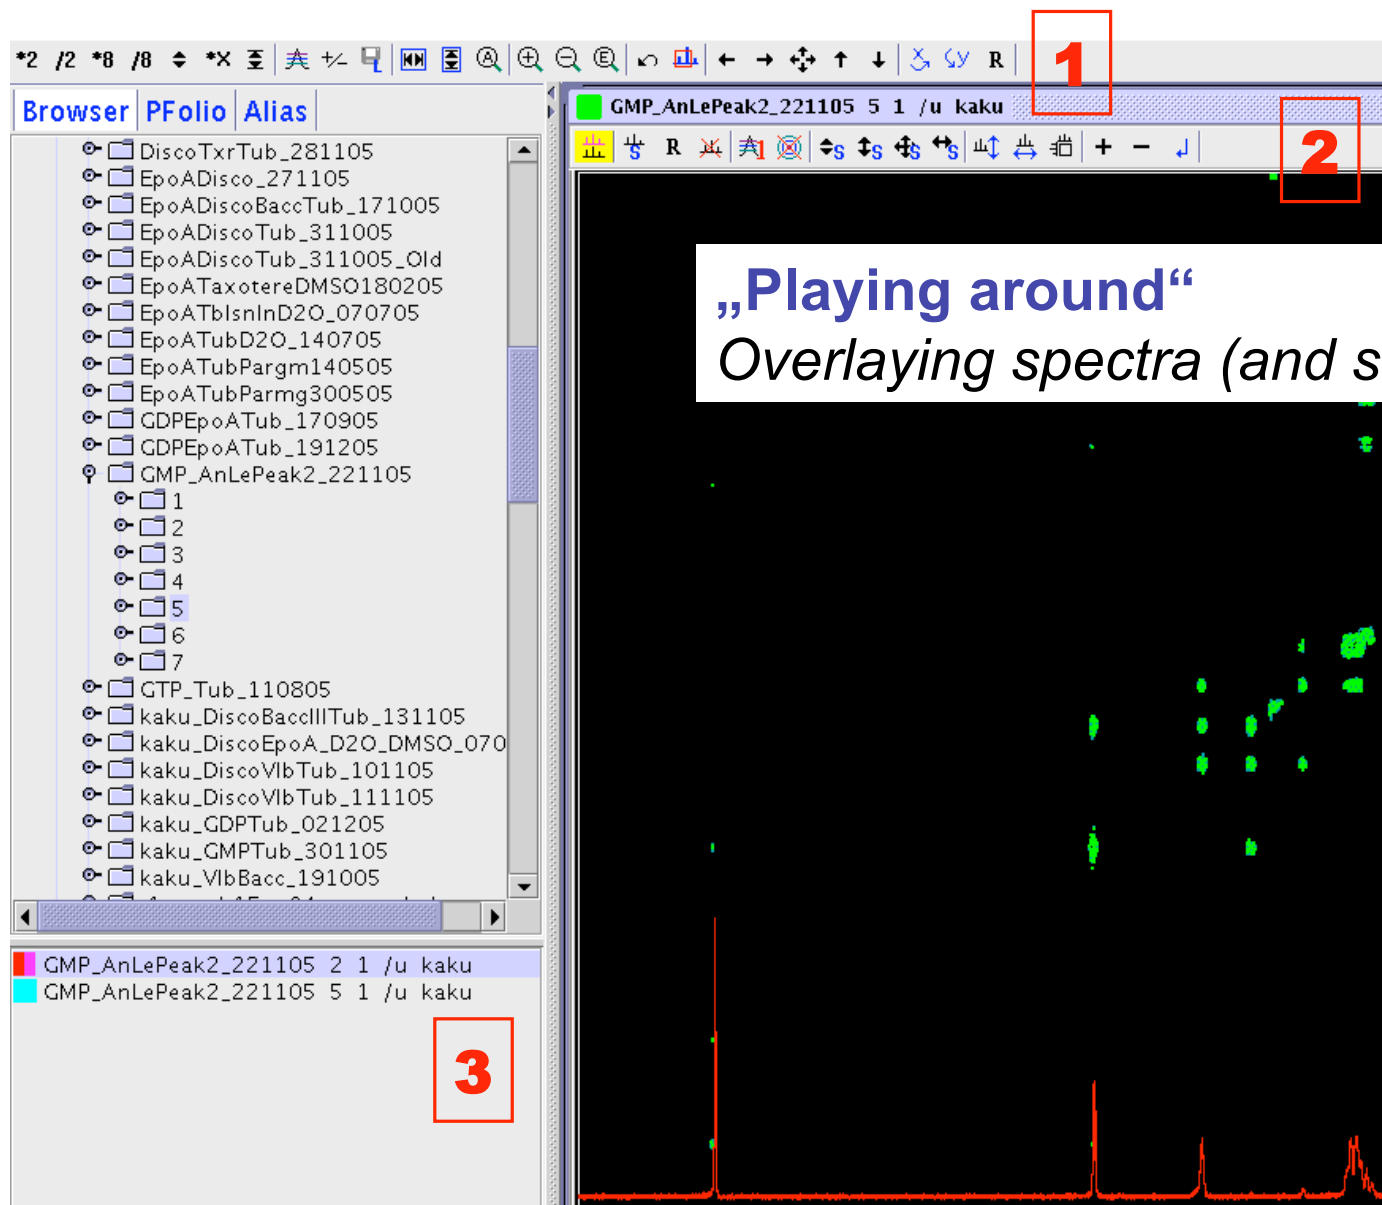 1
*2 /2 *8 /8 *X R
Browser PFolio Alias
GMP_AnLePeak2_221105 5 1 /u kaku
R + −
2
DiscoTxrTub_281105
EpoADisco_271105
EpoADiscoBaccTub_171005
EpoADiscoTub_311005
EpoADiscoTub_311005_Old
EpoATaxotereDMSO180205
EpoATblsnInD2O_070705
EpoATubD2O_140705
EpoATubPargm140505
EpoATubParmg300505
GDPEpoATub_170905
GDPEpoATub_191205
GMP_AnLePeak2_221105
1
2
3
4
5
6
7
GTP_Tub_110805
kaku_DiscoBaccIIITub_131105
kaku_DiscoEpoA_D2O_DMSO_070
kaku_DiscoVlbTub_101105
kaku_DiscoVlbTub_111105
kaku_GDPTub_021205
kaku_GMPTub_301105
kaku_VlbBacc_191005
„Playing around“
Overlaying spectra (and s
GMP_AnLePeak2_221105 2 1 /u kaku
GMP_AnLePeak2_221105 5 1 /u kaku
3